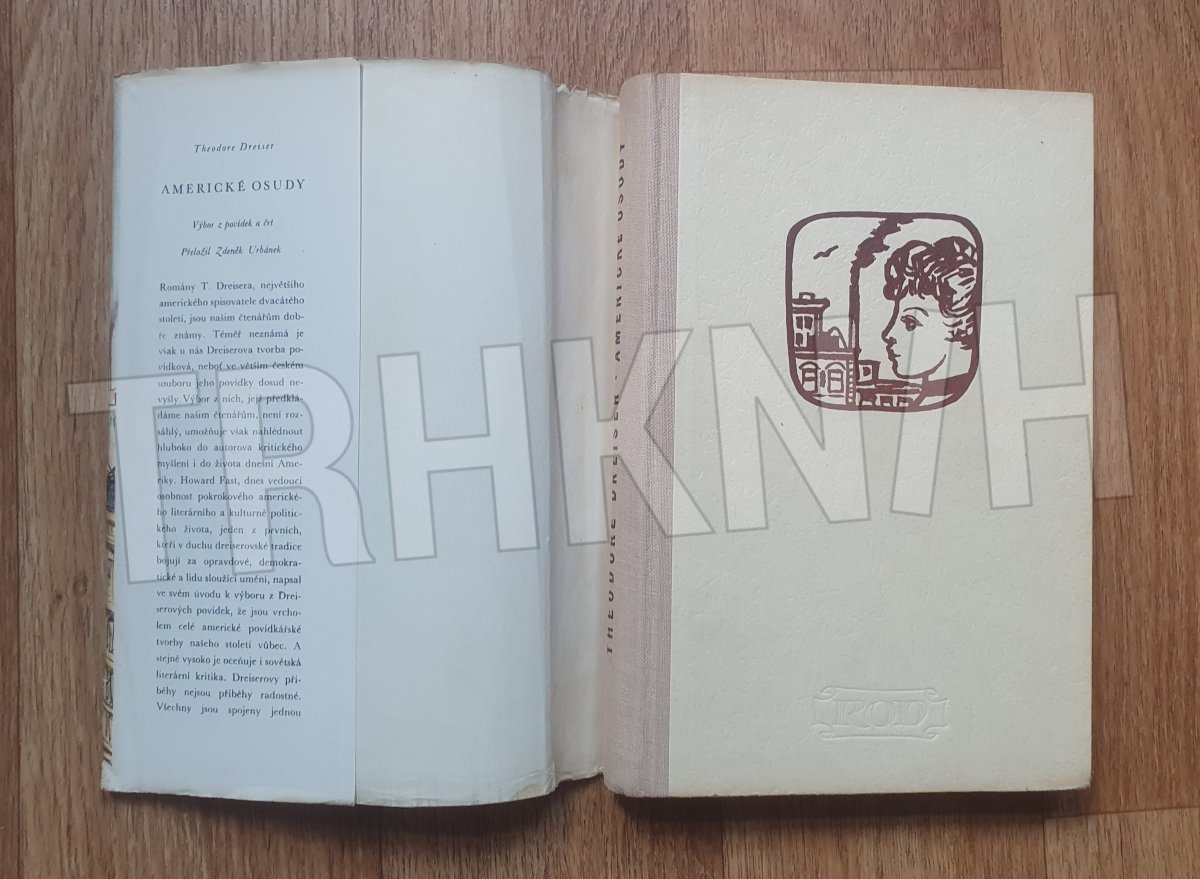 Theodore Dreiser
AMERICKÉ OSUDY
Výbor z povídek a črt
Přeložil Zdeněk Urbánek
Romány T. Dreisera, největšího
amerického spisovatele dvacátého
století, jsou našim čtenářům dob-
ře známy. Téměř neznámá je
však u nás Dreiserova tvorba po-
vídková, neboť ve větším českém
souboru jeho povídky dosud ne-
vyšly. Výbor z nich, jejž předklá-
dáme našim čtenářům, není roz-
sáhlý, umožňuje však nahlédnout
hluboko do autorova kritického
myšlení i do života dnešní Ame-
riky. Howard Fast, dnes vedoucí
osobnost pokrokového americké-
ho literárního a kulturně politic-
kého života, jeden z prvních,
kteří v duchu dreiserovské tradice
bojují za opravdové, demokra-
tické a lidu sloužící umění, napsal
ve svém úvodu k výboru z Drei-
serových povídek, že jsou vrcho-
lem celé americké povídkářské
tvorby našeho století vůbec. A
stejně vysoko je oceňuje i sovětská
literární kritika. Dreiserovy pří-
běhy nejsou příběhy radostné.
Všechny jsou spojeny jednou
THEODORE DREISER - AMERICKÉ OSUDY
TRHKNIH